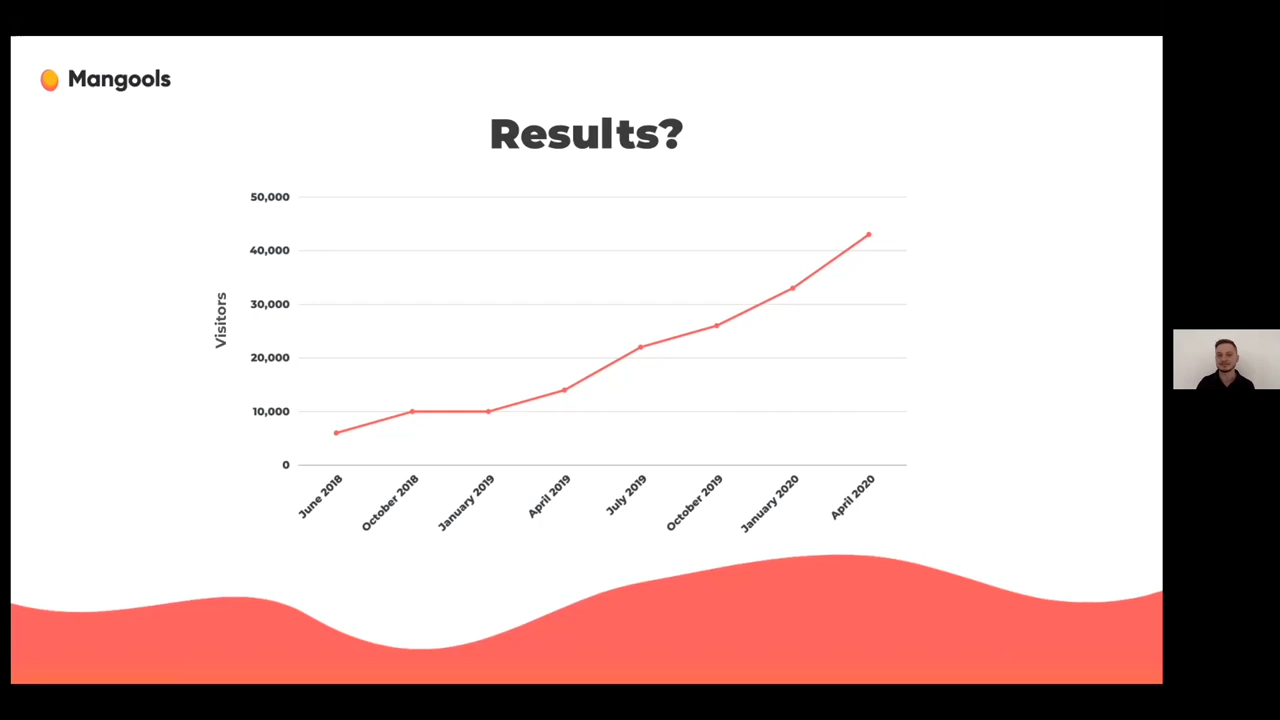 Mangools
Results?
50,000
40,000
30,000
20,000
10,000
0
Visitors
June 2018
October 2018
January 2019
April 2019
July 2019
October 2019
January 2020
April 2020